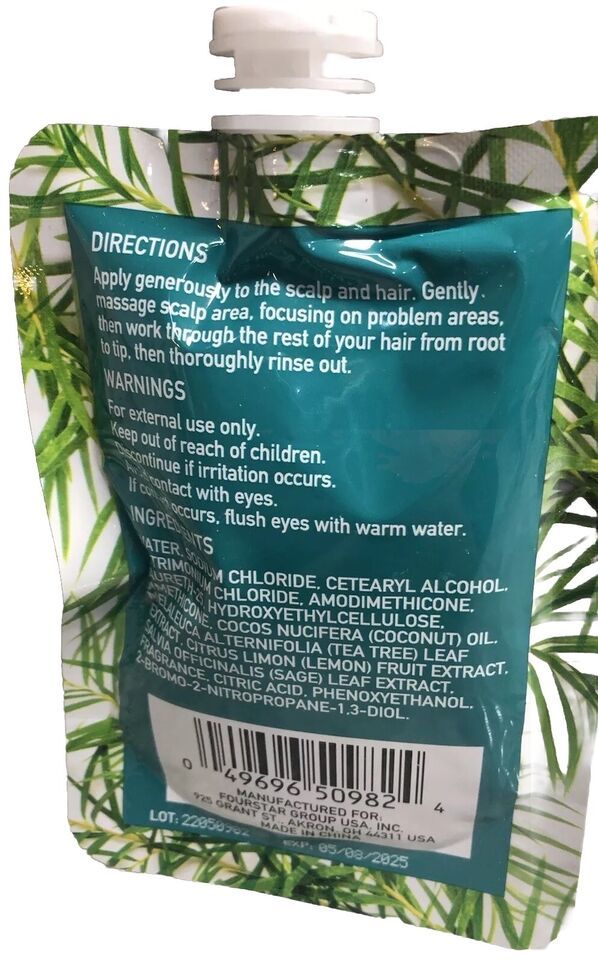 DIRECTIONS
Apply generously to the scalp and hair. Gently
massage scalp area, focusing on problem areas,
then work through the rest of your hair from root
to tip, then thoroughly rinse out.
WARNINGS
For external use only.
Keep out of reach of children.
Discontinue if irritation occurs.
contact with eyes.
If occurs, flush eyes with warm water.
INGREDIENTS
WATER, SODIUM CHLORIDE, CETEARYL ALCOHOL,
CHLORIDE, AMODIMETHICONE,
HYDROXYETHYLCELLULOSE,
COCOS NUCIFERA (COCONUT) OIL,
MELALEUCA ALTERNIFOLIA (TEA TREE) LEAF
EXTRACT, CITRUS LIMON (LEMON) FRUIT EXTRACT,
SALVIA OFFICINALIS (SAGE) LEAF EXTRACT,
FRAGRANCE, CITRIC ACID, PHENOXYETHANOL,
2-BROMO-2-NITROPROPANE-1,3-DIOL.
0 49696 50982 4
MANUFACTURED FOR:
FOURSTAR GROUP USA, INC.
925 GRANT ST., AKRON, OH 44311 USA
MADE IN CHINA
LOT: EXP: 05/08/2025